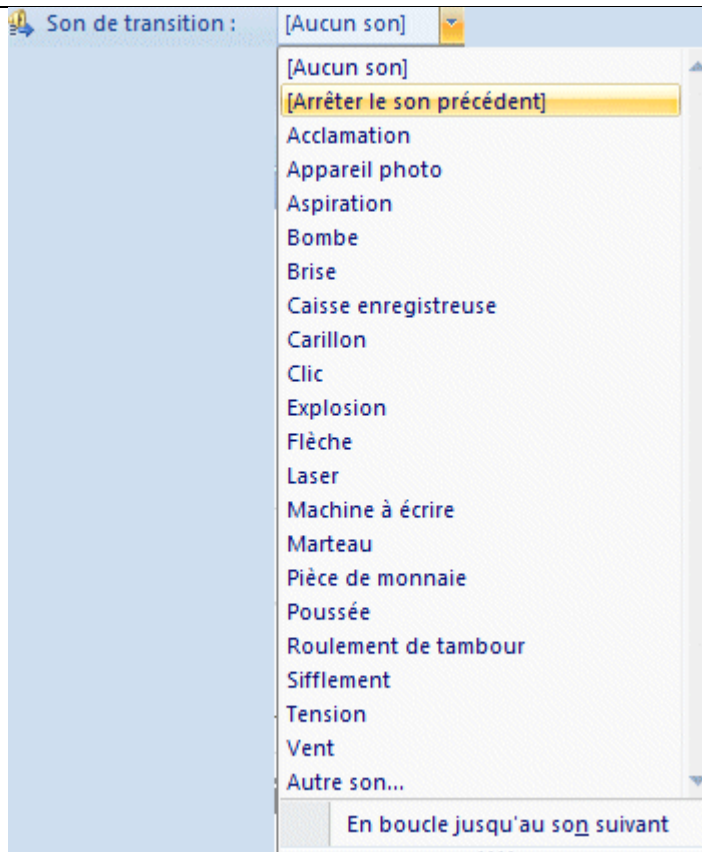 Son de transition : [Aucun son]
[Aucun son]
[Arrêter le son précédent]
Acclamation
Appareil photo
Aspiration
Bombe
Brise
Caisse enregistreuse
Carillon
Clic
Explosion
Flèche
Laser
Machine à écrire
Marteau
Pièce de monnaie
Poussée
Roulement de tambour
Sifflement
Tension
Vent
Autre son...
En boucle jusqu'au son suivant